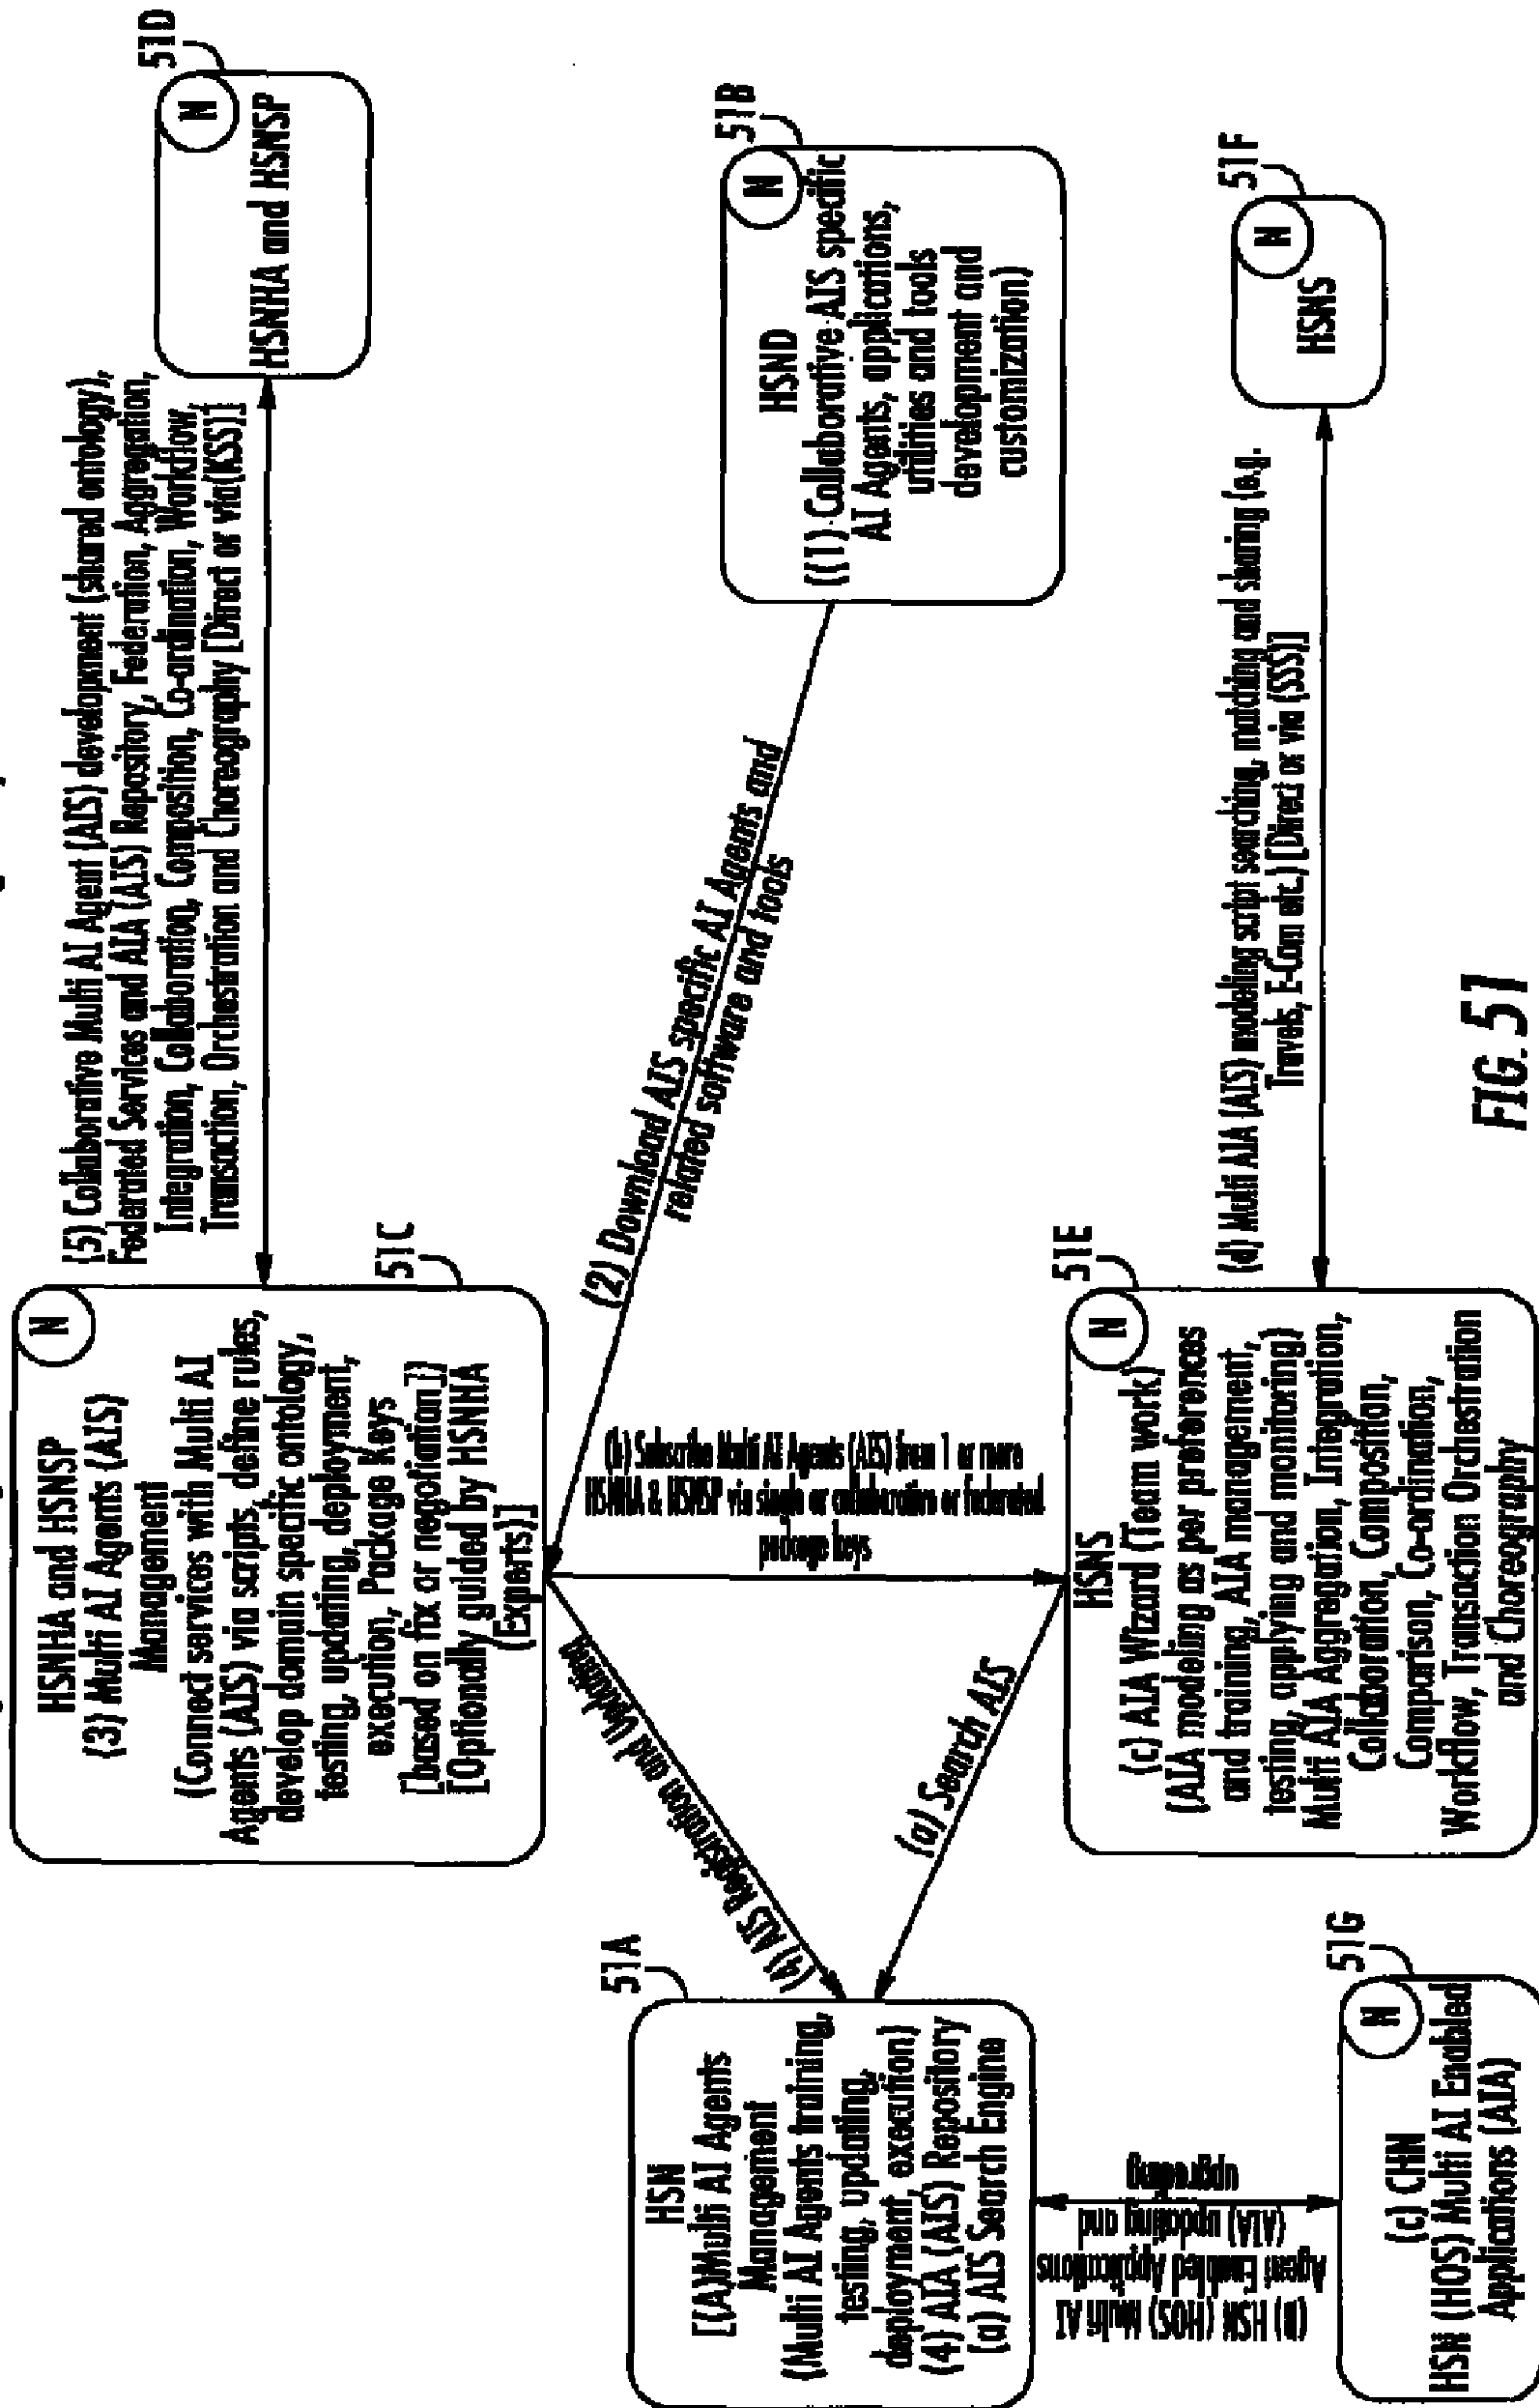 HSNHA and HSNSP
(3) Multi AI Agents (AIS)
Management
(Connect services with Multi AI
Agents (AIS) via scripts, define rules,
develop domain specific ontology,
testing, updating, deployment,
execution, Package Keys
[based on fix or negotiation])]
[Optionally guided by HSNHA
(Experts)]
N
51C
(5) Collaborative Multi AI Agent (AIS) development (shared ontology),
Federated Services and AIA (AIS) Repository, Federation, Aggregation,
Integration, Collaboration, Composition, Co-ordination, Workflow,
Transaction, Orchestration and Choreography [Direct or via(KSS)]
N
HSNHA and HSNSP
51D
HSN
[(A)Multi AI Agents
Management
(Multi AI Agents training,
testing, updating,
deployment, execution)
(4) AIA (AIS) Repository
(a) AIS Search Engine
51A
(4) AIS Registration and Updating
(a) Search AIS
(b) Subscribe Multi AI Agents (AIS) from 1 or more
HSNHA & HSNSP via single or collaboration or federated
package keys
(2) Download AIS specific AI Agents and
related software and tools
N
HSND
((1) Collaborative AIS specific
AI Agents, applications,
utilities and tools
development and
customization)
51B
(B) HSN (HOS) Multi AI
Agent Enabled Applications
(AIA) updating and
upgrading
N
(c) CHN
HSN (HOS) Multi AI Enabled
Applications (AIA)
51G
HSNS
(c) AIA Wizard (Team work)
(AIA modeling as per preferences
and training, AIA management,
testing, applying and monitoring)
Multi AIA Aggregation, Integration,
Collaboration, Composition,
Comparison, Co-ordination,
Workflow, Transaction Orchestration
and Choreography
N
51E
(d) Multi AIA (AIS) modeling script searching, matching and sharing (e.g.
Travels, E-Com etc.) [Direct or via (SSS)]
N
HSNS
51F
FIG. 51